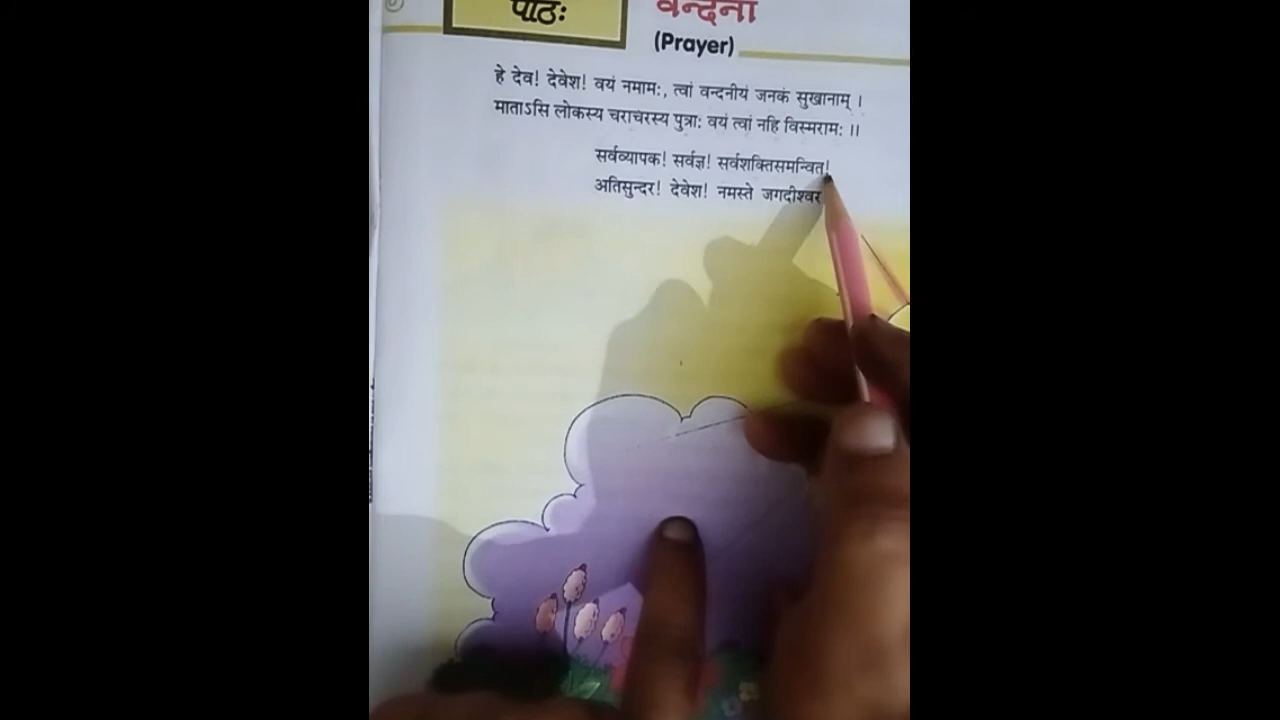 पाठः
वन्दना
(Prayer)
हे देव! देवेश! वयं नमामः, त्वां वन्दनीयं जनकं सुखानाम् ।
माताऽसि लोकस्य चराचरस्य पुत्राः वयं त्वां नहि विस्मरामः ।।
सर्वव्यापक! सर्वज्ञ! सर्वशक्तिसमन्वित!
अतिसुन्दर! देवेश! नमस्ते जगदीश्वर